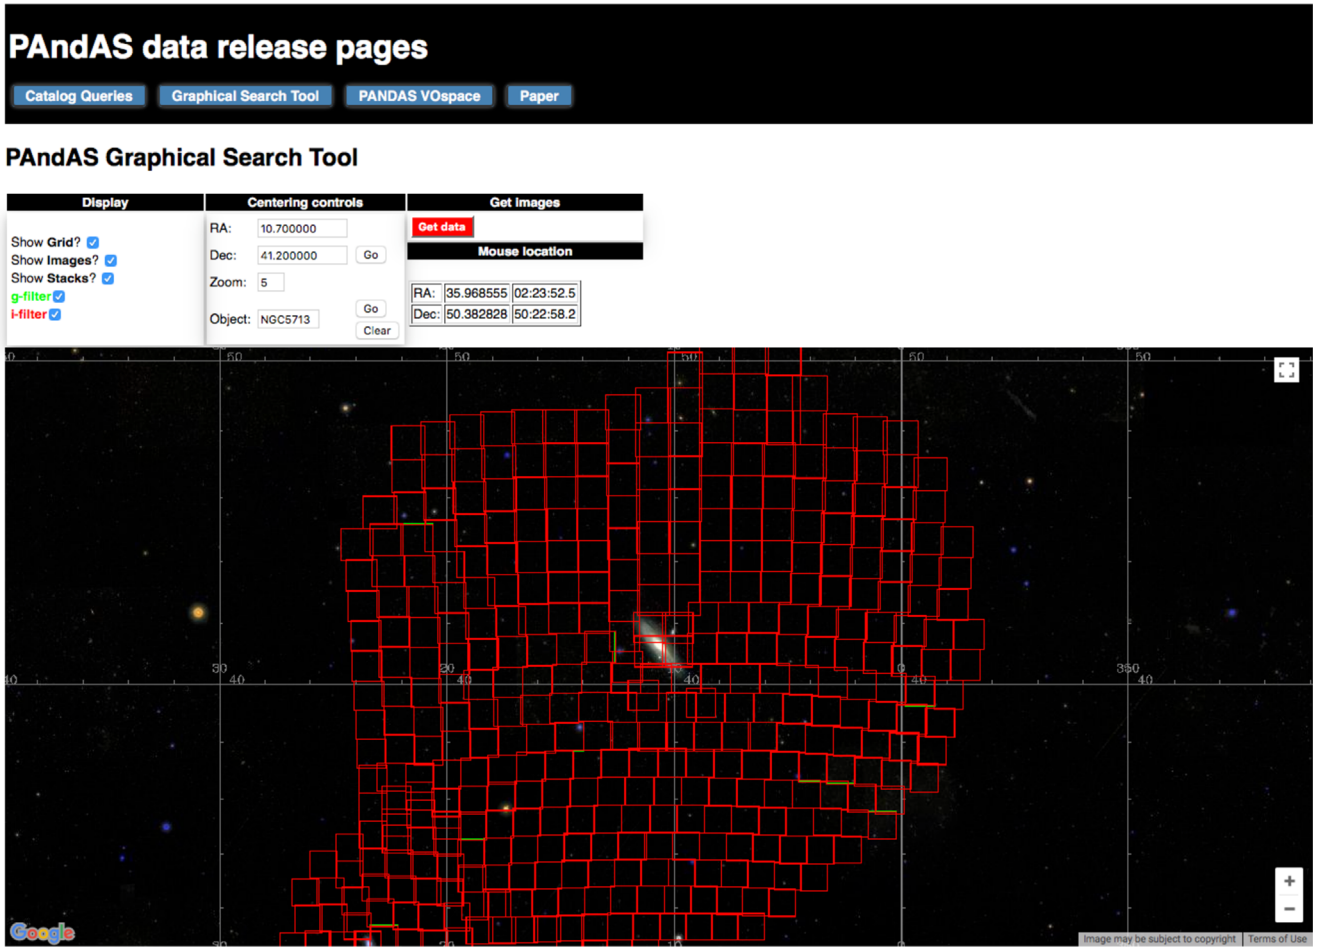 PAndAS data release pages
Catalog Queries Graphical Search Tool PANDAS VOspace Paper
PAndAS Graphical Search Tool
Display Centering controls Get Images
RA: 10.700000 Get data
Show Grid?
Dec: 41.200000 Go Mouse location
Show Images?
Show Stacks? Zoom: 5
g-filter RA: 35.968555 02:23:52.5
i-filter Object: NGC5713 Go Dec: 50.382828 50:22:58.2
Clear
50 50 50 50 50
30 20 10 0 350
40 40 40 40 40
Google
+
−
Image may be subject to copyright Terms of Use